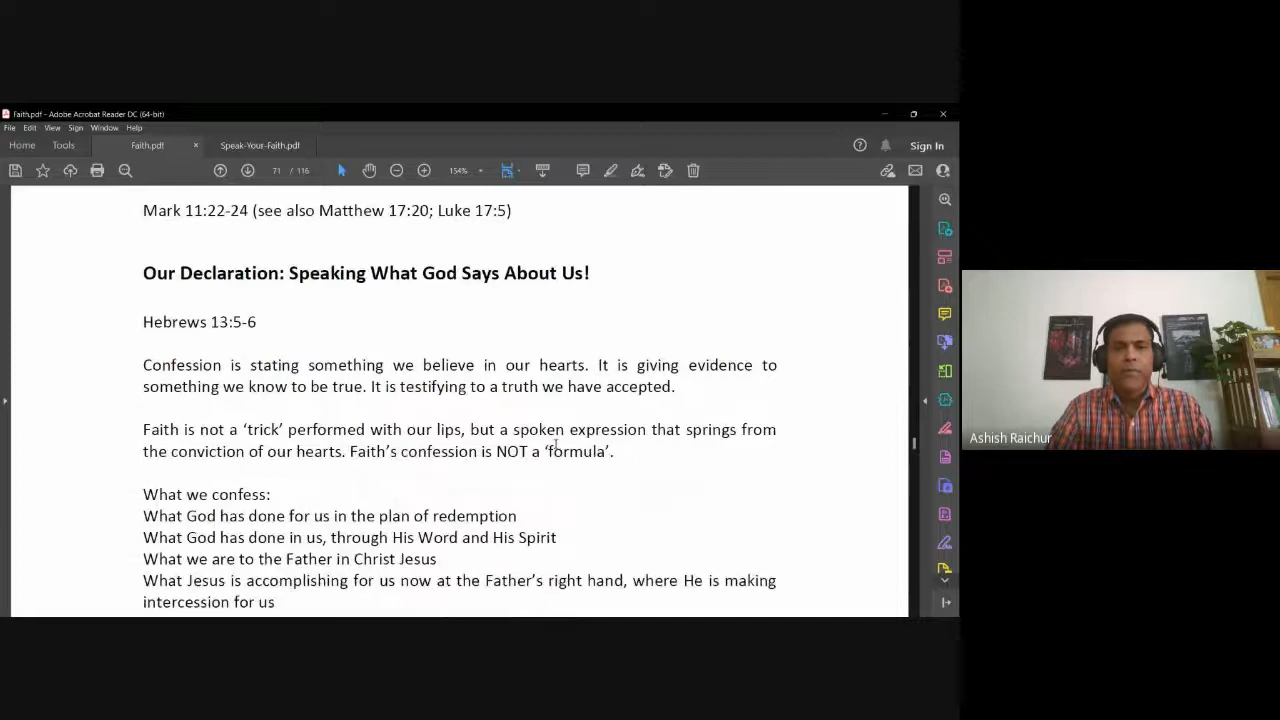 Faith.pdf - Adobe Acrobat Reader DC (64-bit)
File Edit View Sign Window Help
Home Tools Faith.pdf × Speak-Your-Faith.pdf Sign In
71 / 116 154%
Mark 11:22-24 (see also Matthew 17:20; Luke 17:5)
Our Declaration: Speaking What God Says About Us!
Hebrews 13:5-6
Confession is stating something we believe in our hearts. It is giving evidence to
something we know to be true. It is testifying to a truth we have accepted.
Faith is not a ‘trick’ performed with our lips, but a spoken expression that springs from
the conviction of our hearts. Faith’s confession is NOT a ‘formula’.
What we confess:
What God has done for us in the plan of redemption
What God has done in us, through His Word and His Spirit
What we are to the Father in Christ Jesus
What Jesus is accomplishing for us now at the Father’s right hand, where He is making
intercession for us
Ashish Raichur